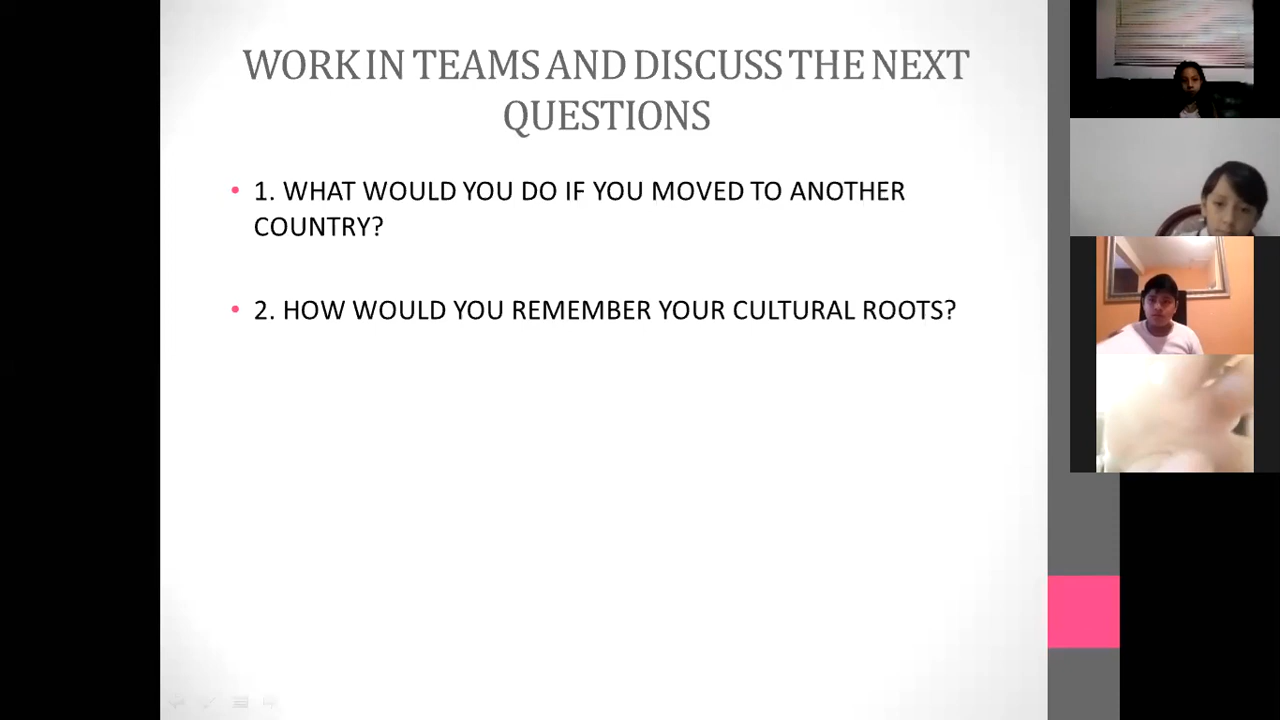 WORK IN TEAMS AND DISCUSS THE NEXT
QUESTIONS
• 1. WHAT WOULD YOU DO IF YOU MOVED TO ANOTHER
COUNTRY?
• 2. HOW WOULD YOU REMEMBER YOUR CULTURAL ROOTS?